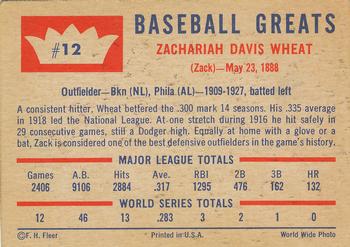 #12
BASEBALL GREATS
ZACHARIAH DAVIS WHEAT
(Zack)—May 23, 1888
Outfielder—Bkn (NL), Phila (AL)—1909-1927, batted left
A consistent hitter, Wheat bettered the .300 mark 14 seasons. His .335 average
in 1918 led the National League. At one stretch during 1916 he hit safely in
29 consecutive games, still a Dodger high. Equally at home with a glove or a
bat, Zack is considered one of the best defensive outfielders in the game's history.
MAJOR LEAGUE TOTALS
Games A.B. Hits Avg. RBI 2B 3B HR
2406 9106 2884 .317 1295 476 162 132
WORLD SERIES TOTALS
12 46 13 .283 3 2 1 0
©F. H. Fleer Printed in U.S.A. World Wide Photo